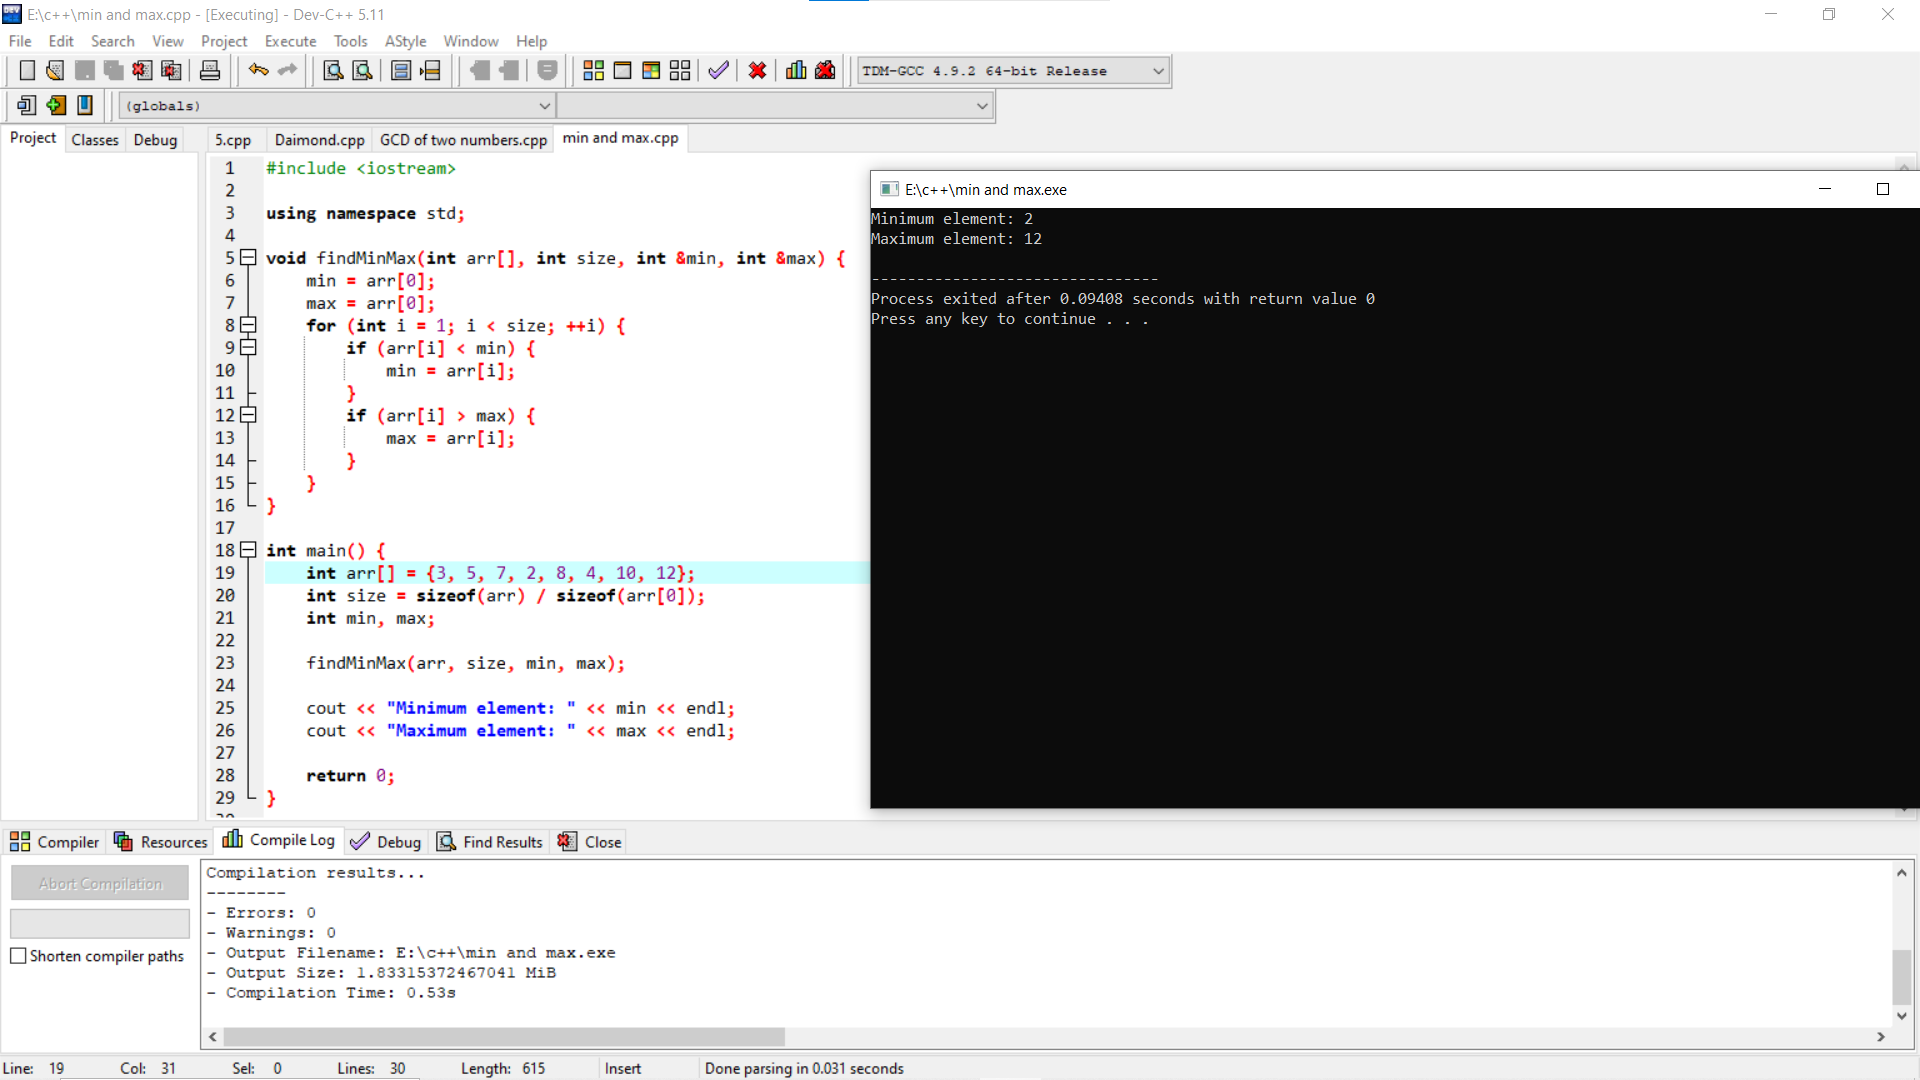 E:\c++\min and max.cpp - [Executing] - Dev-C++ 5.11
File Edit Search View Project Execute Tools AStyle Window Help
TDM-GCC 4.9.2 64-bit Release
(globals)
Project Classes Debug
5.cpp Daimond.cpp GCD of two numbers.cpp min and max.cpp
1 #include <iostream>
2
3 using namespace std;
4
5 void findMinMax(int arr[], int size, int &min, int &max) {
6     min = arr[0];
7     max = arr[0];
8     for (int i = 1; i < size; ++i) {
9         if (arr[i] < min) {
10             min = arr[i];
11         }
12         if (arr[i] > max) {
13             max = arr[i];
14         }
15     }
16 }
17
18 int main() {
19     int arr[] = {3, 5, 7, 2, 8, 4, 10, 12};
20     int size = sizeof(arr) / sizeof(arr[0]);
21     int min, max;
22
23     findMinMax(arr, size, min, max);
24
25     cout << "Minimum element: " << min << endl;
26     cout << "Maximum element: " << max << endl;
27
28     return 0;
29 }
E:\c++\min and max.exe
Minimum element: 2
Maximum element: 12
--------------------------------
Process exited after 0.09408 seconds with return value 0
Press any key to continue . . .
Compiler Resources Compile Log Debug Find Results Close
Abort Compilation
Shorten compiler paths
Compilation results...
--------
- Errors: 0
- Warnings: 0
- Output Filename: E:\c++\min and max.exe
- Output Size: 1.83315372467041 MiB
- Compilation Time: 0.53s
Line: 19 Col: 31 Sel: 0 Lines: 30 Length: 615 Insert Done parsing in 0.031 seconds